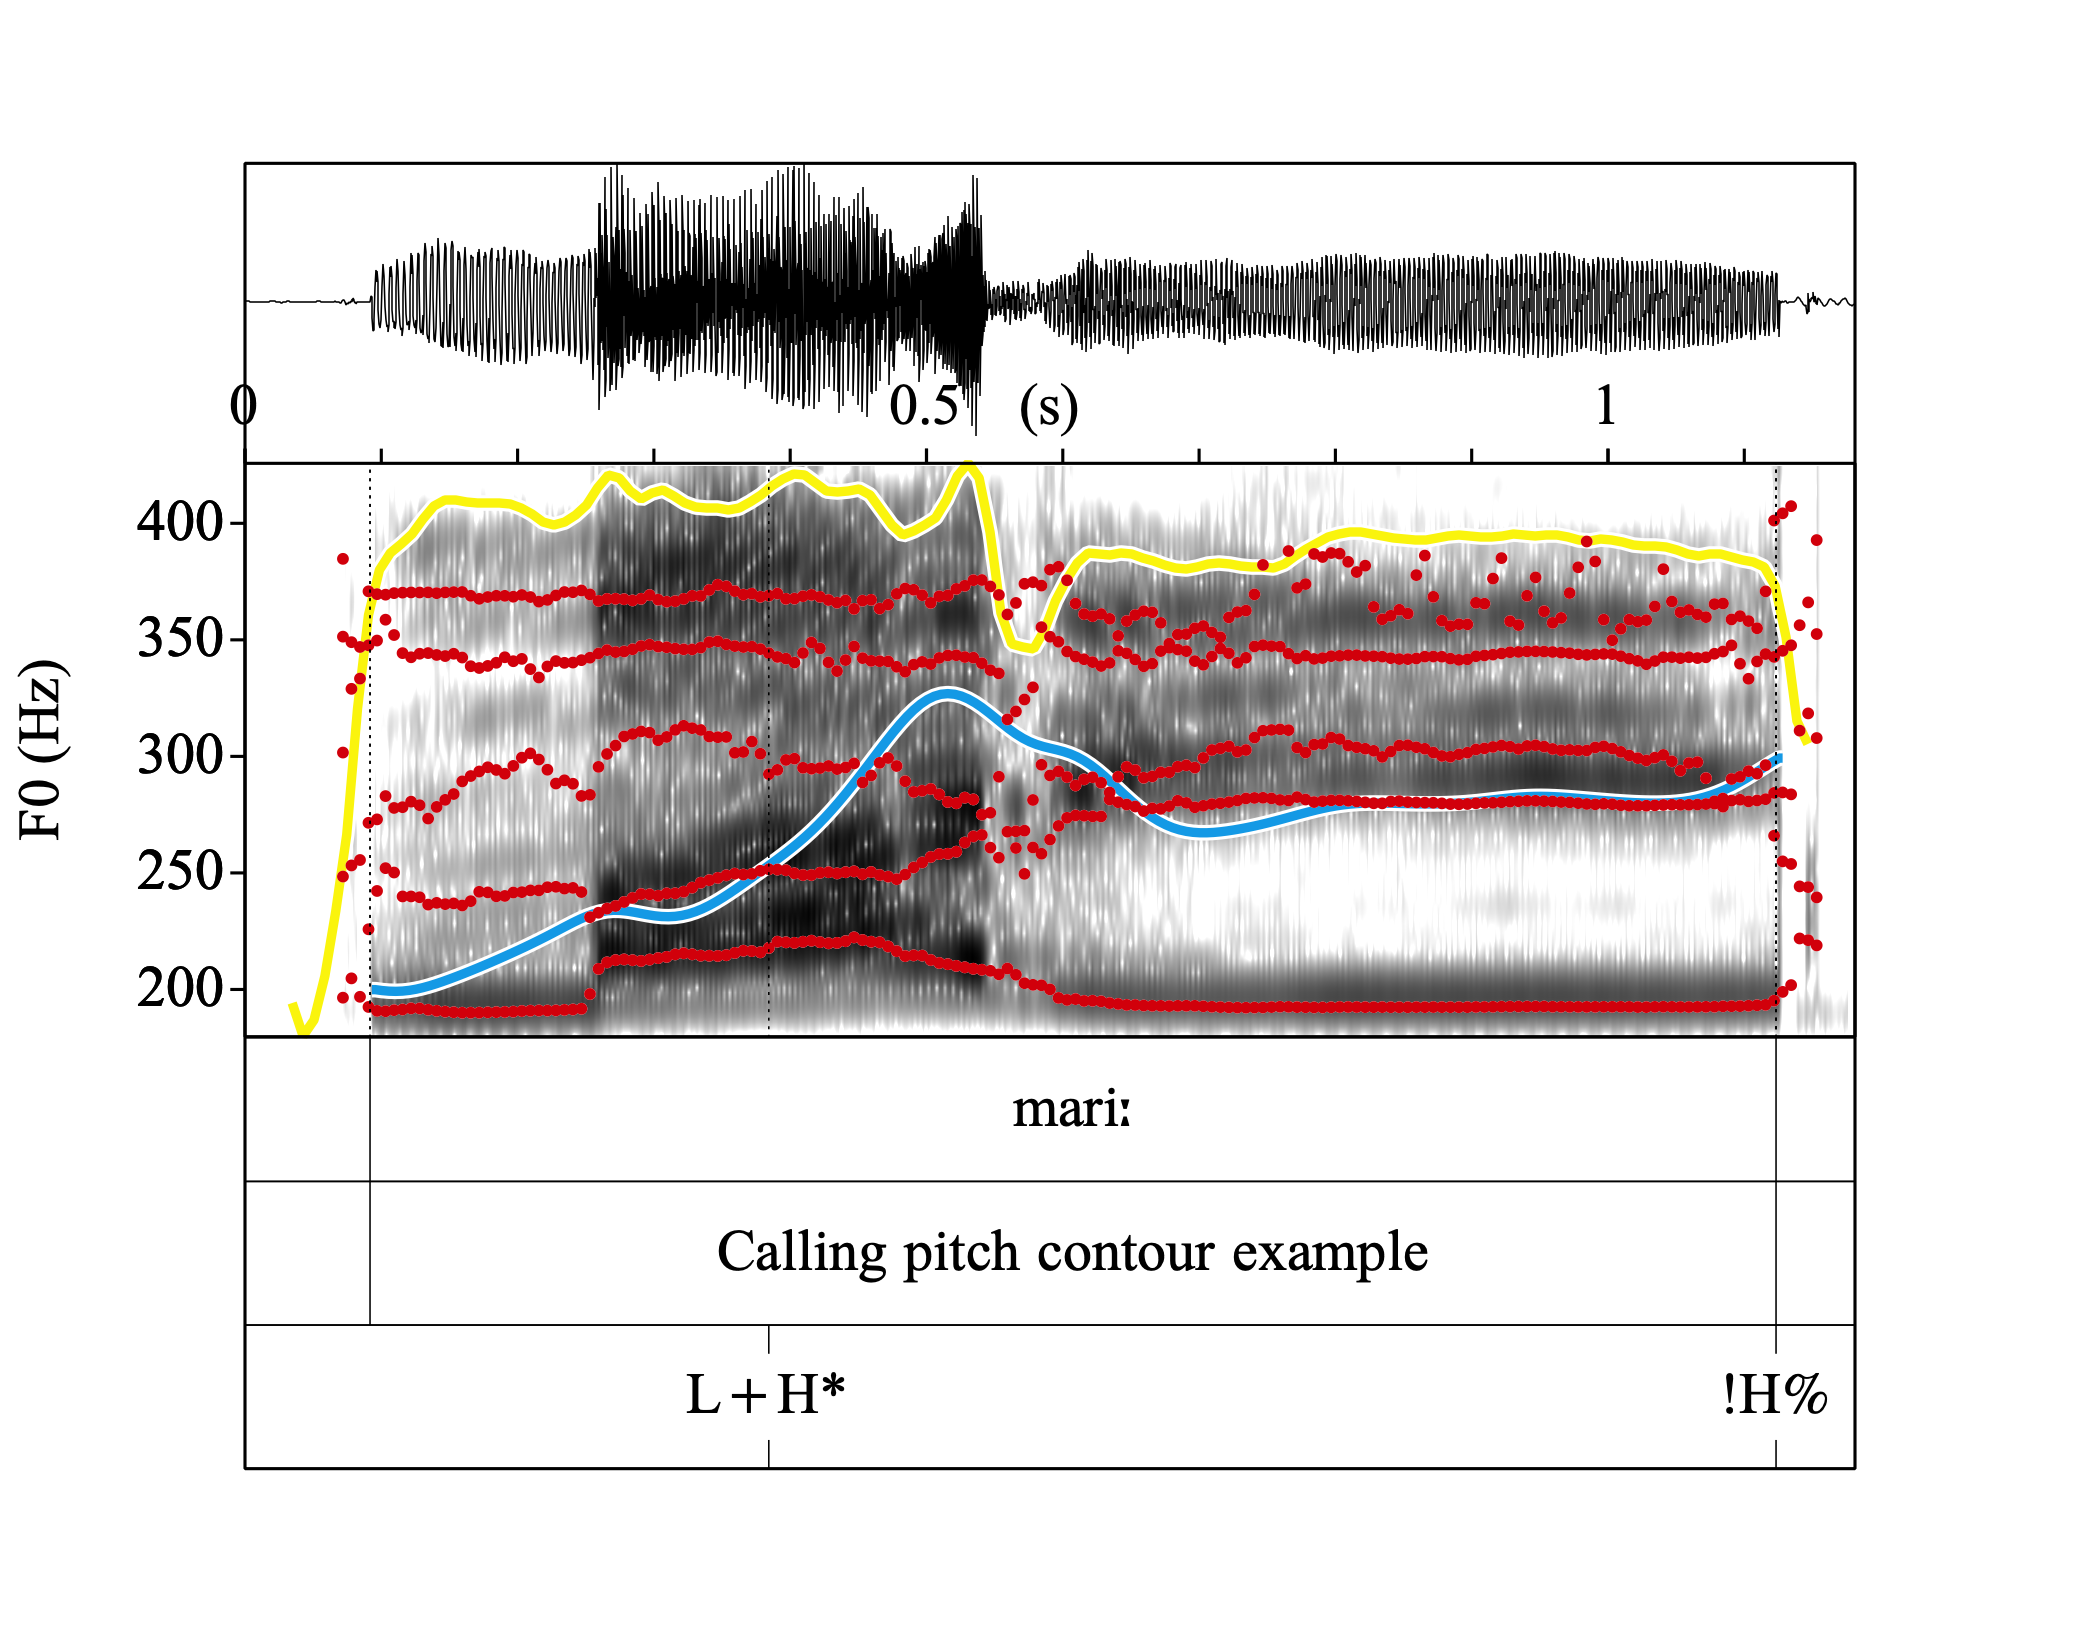 0 0.5 (s) 1
F0 (Hz)
400
350
300
250
200
mariː
Calling pitch contour example
L+H* !H%